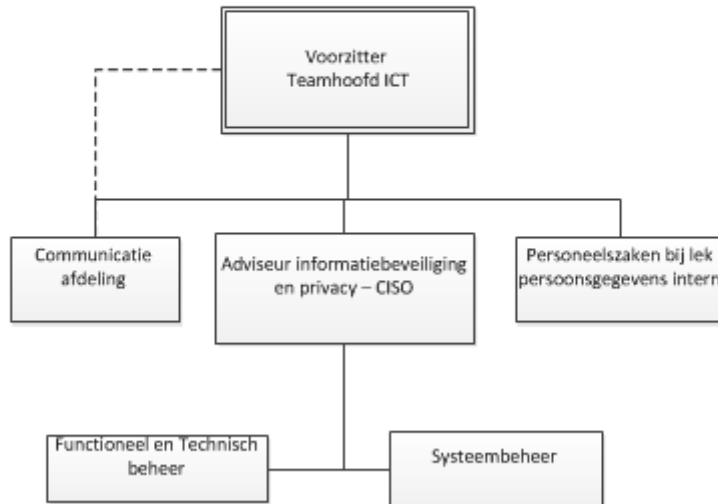 Voorzitter
Teamhoofd ICT
Communicatie
afdeling
Adviseur informatiebeveiliging
en privacy – CISO
Personeelszaken bij lek
persoonsgegevens intern
Functioneel en Technisch
beheer
Systeembeheer